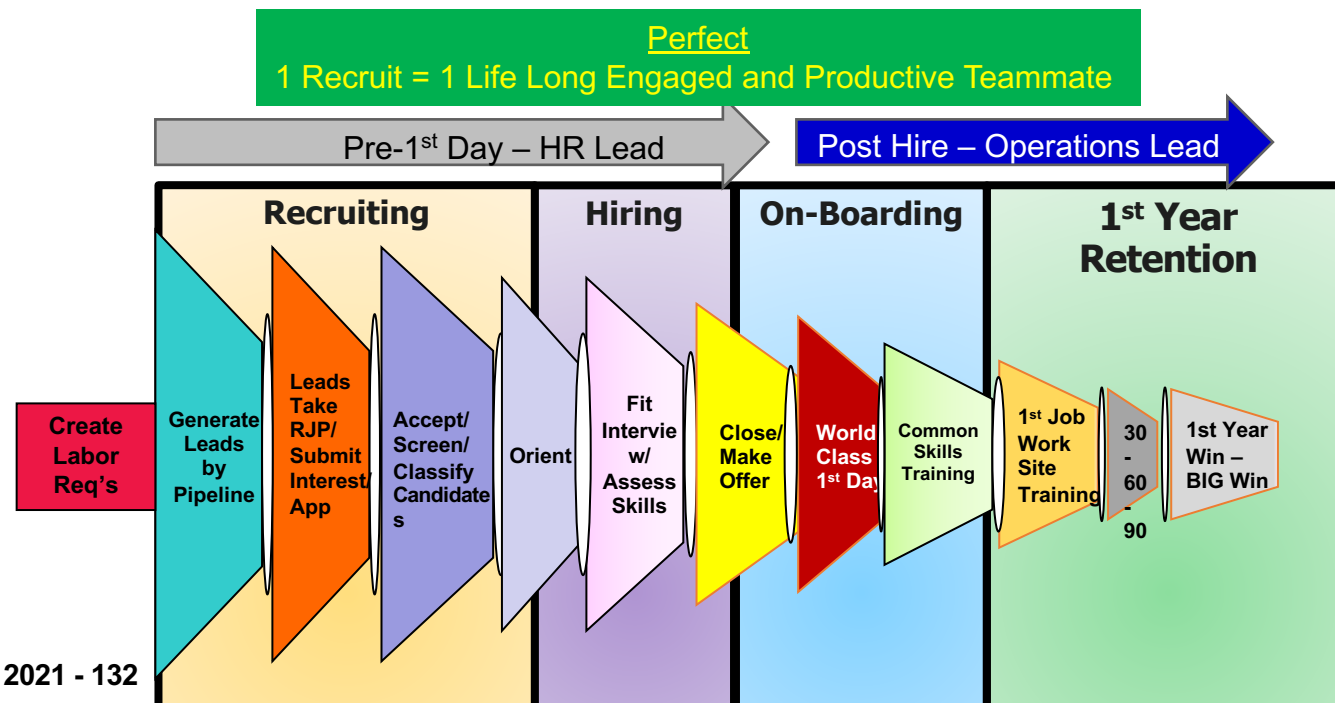 Perfect
1 Recruit = 1 Life Long Engaged and Productive Teammate
Pre-1st Day – HR Lead
Post Hire – Operations Lead
Recruiting
Hiring
On-Boarding
1st Year
Retention
Create
Labor
Req's
Generate
Leads
by
Pipeline
Leads
Take
RJP/
Submit
Interest/
App
Accept/
Screen/
Classify
Candidate
s
Orient
Fit
Intervie
w/
Assess
Skills
Close/
Make
Offer
World
Class
1st Day
Common
Skills
Training
1st Job
Work
Site
Training
30
-
60
-
90
1st Year
Win –
BIG Win
2021 - 132